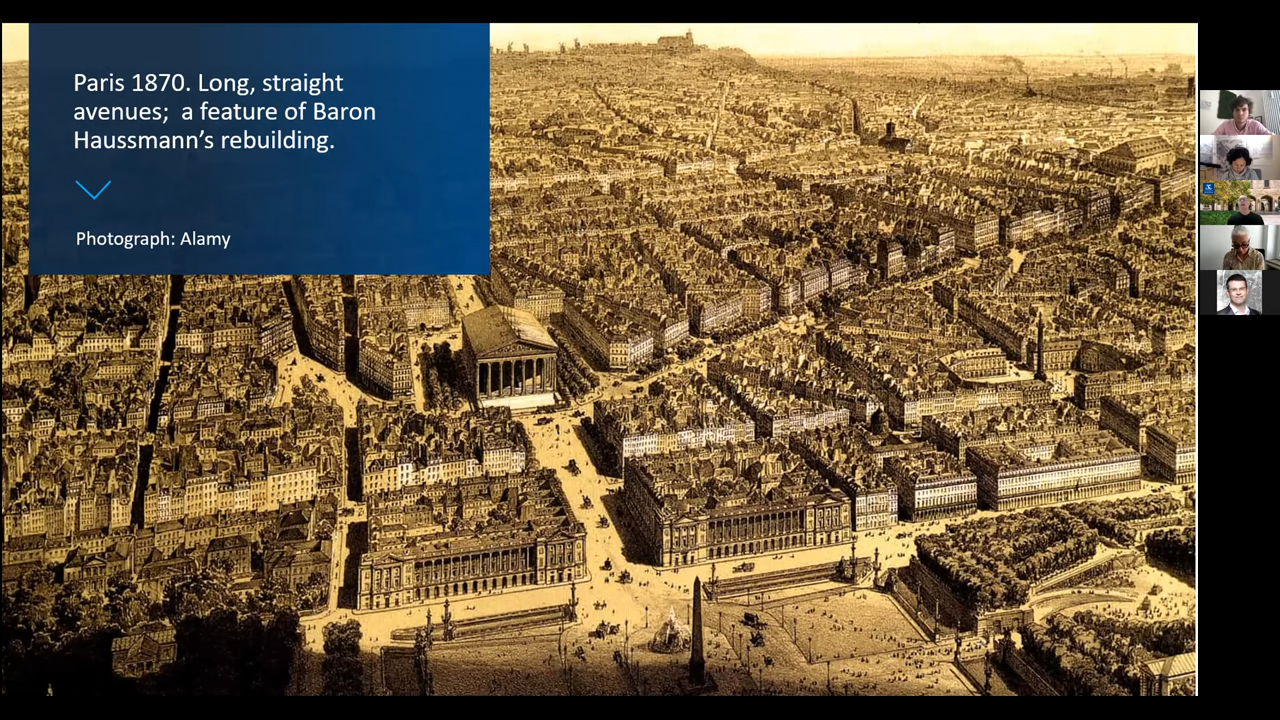 Paris 1870. Long, straight
avenues;  a feature of Baron
Haussmann’s rebuilding.
Photograph: Alamy